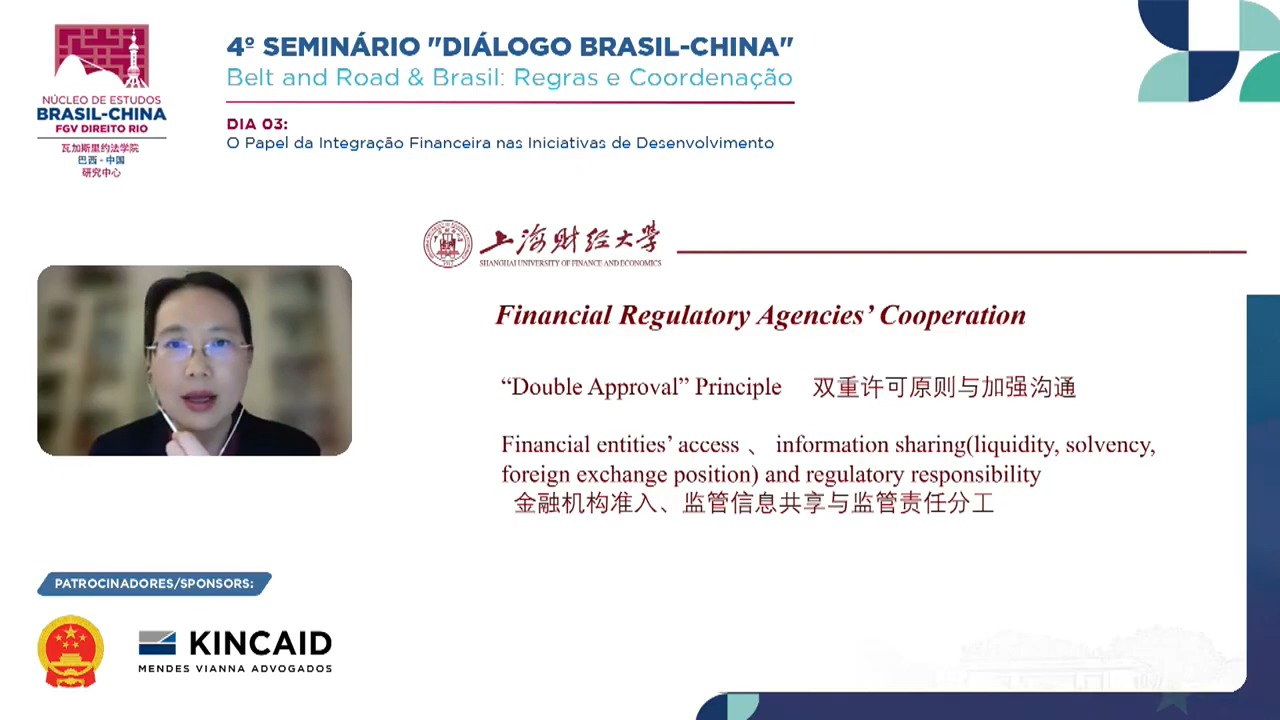 4º SEMINÁRIO "DIÁLOGO BRASIL-CHINA"
Belt and Road & Brasil: Regras e Coordenação
DIA 03:
O Papel da Integração Financeira nas Iniciativas de Desenvolvimento
NÚCLEO DE ESTUDOS
BRASIL-CHINA
FGV DIREITO RIO
瓦加斯里约法学院
巴西 - 中国
研究中心
上海财经大学
SHANGHAI UNIVERSITY OF FINANCE AND ECONOMICS
Financial Regulatory Agencies’ Cooperation
“Double Approval” Principle 双重许可原则与加强沟通
Financial entities’ access 、 information sharing(liquidity, solvency,
foreign exchange position) and regulatory responsibility
金融机构准入、监管信息共享与监管责任分工
PATROCINADORES/SPONSORS:
KINCAID
MENDES VIANNA ADVOGADOS